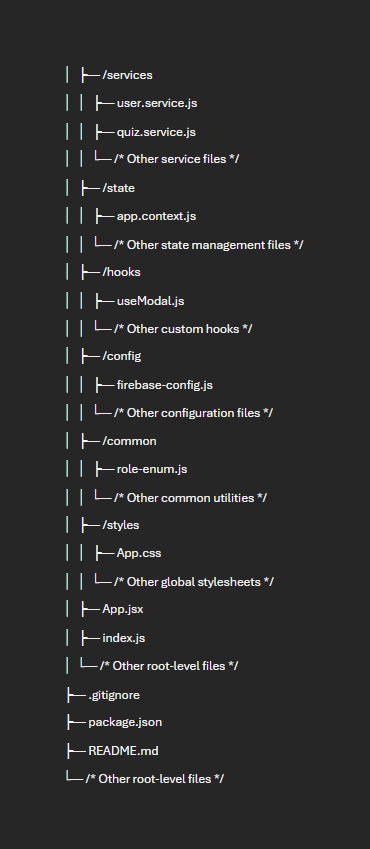 │ ├── /services
│ │ ├── user.service.js
│ │ ├── quiz.service.js
│ │ └── /* Other service files */
│ ├── /state
│ │ ├── app.context.js
│ │ └── /* Other state management files */
│ ├── /hooks
│ │ ├── useModal.js
│ │ └── /* Other custom hooks */
│ ├── /config
│ │ ├── firebase-config.js
│ │ └── /* Other configuration files */
│ ├── /common
│ │ ├── role-enum.js
│ │ └── /* Other common utilities */
│ ├── /styles
│ │ ├── App.css
│ │ └── /* Other global stylesheets */
│ ├── App.jsx
│ ├── index.js
│ └── /* Other root-level files */
├── .gitignore
├── package.json
├── README.md
└── /* Other root-level files */